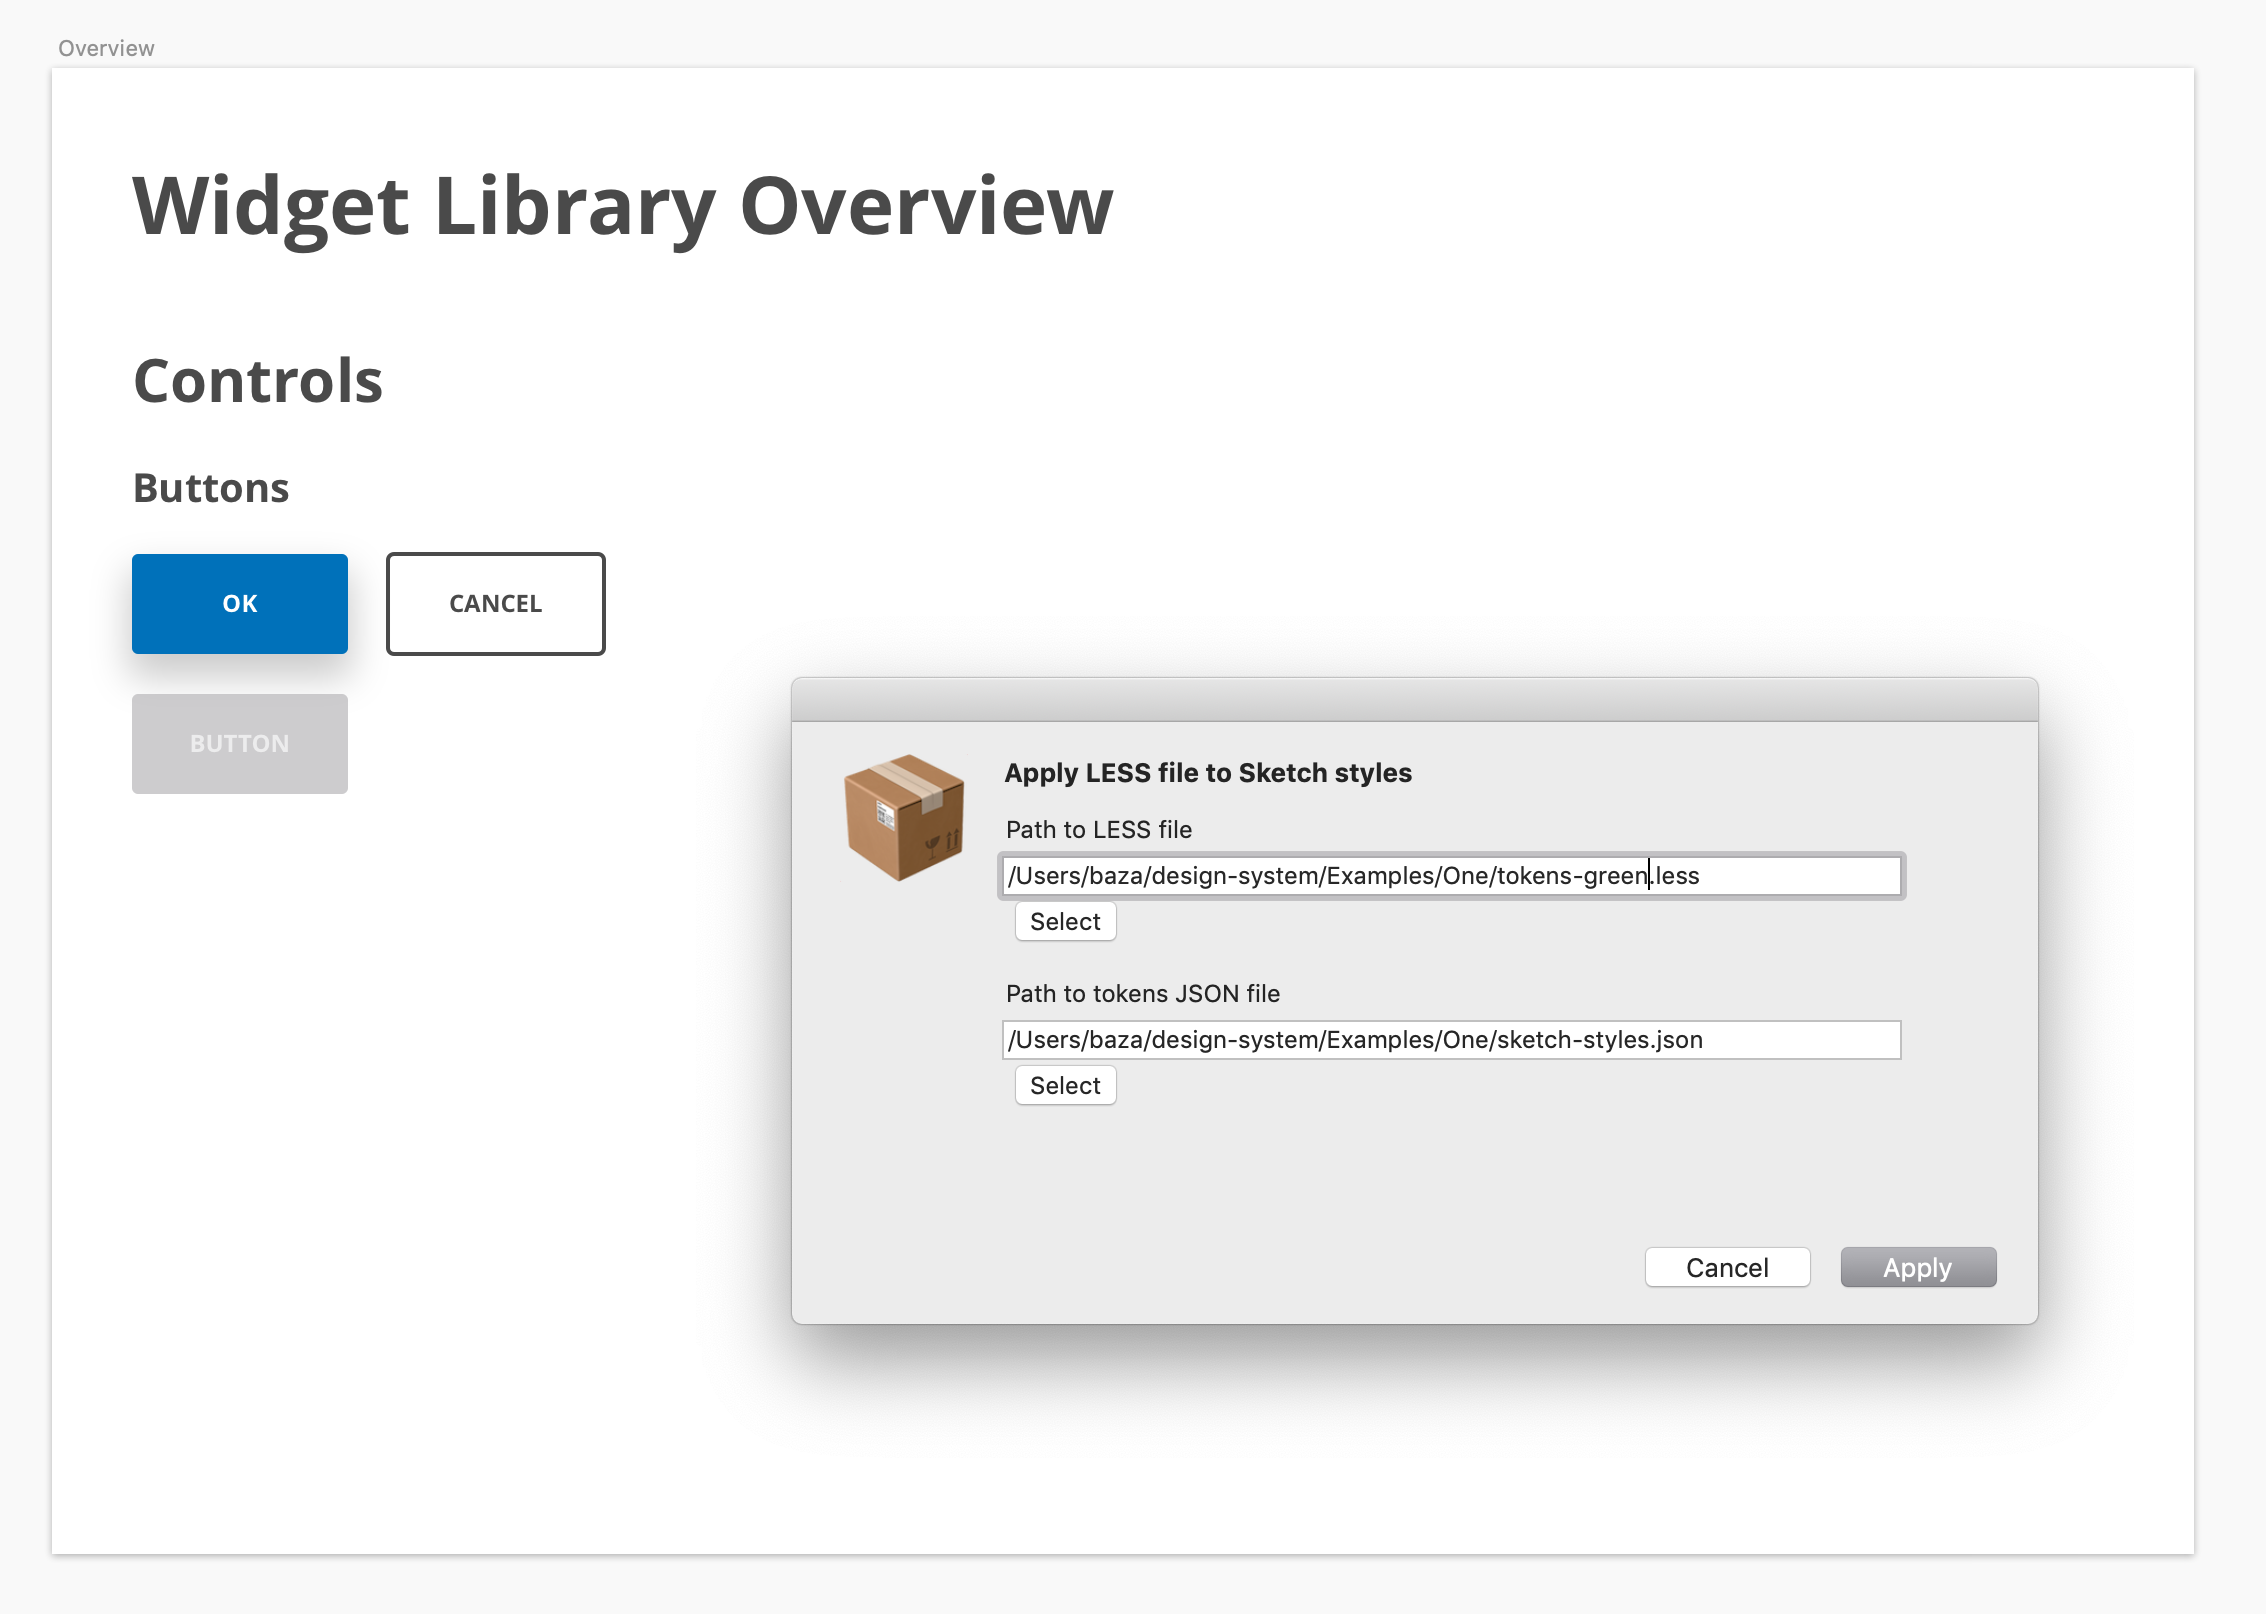 Overview
Widget Library Overview
Controls
Buttons
OK
CANCEL
BUTTON
Apply LESS file to Sketch styles
Path to LESS file
/Users/baza/design-system/Examples/One/tokens-green.less
Select
Path to tokens JSON file
/Users/baza/design-system/Examples/One/sketch-styles.json
Select
Cancel
Apply